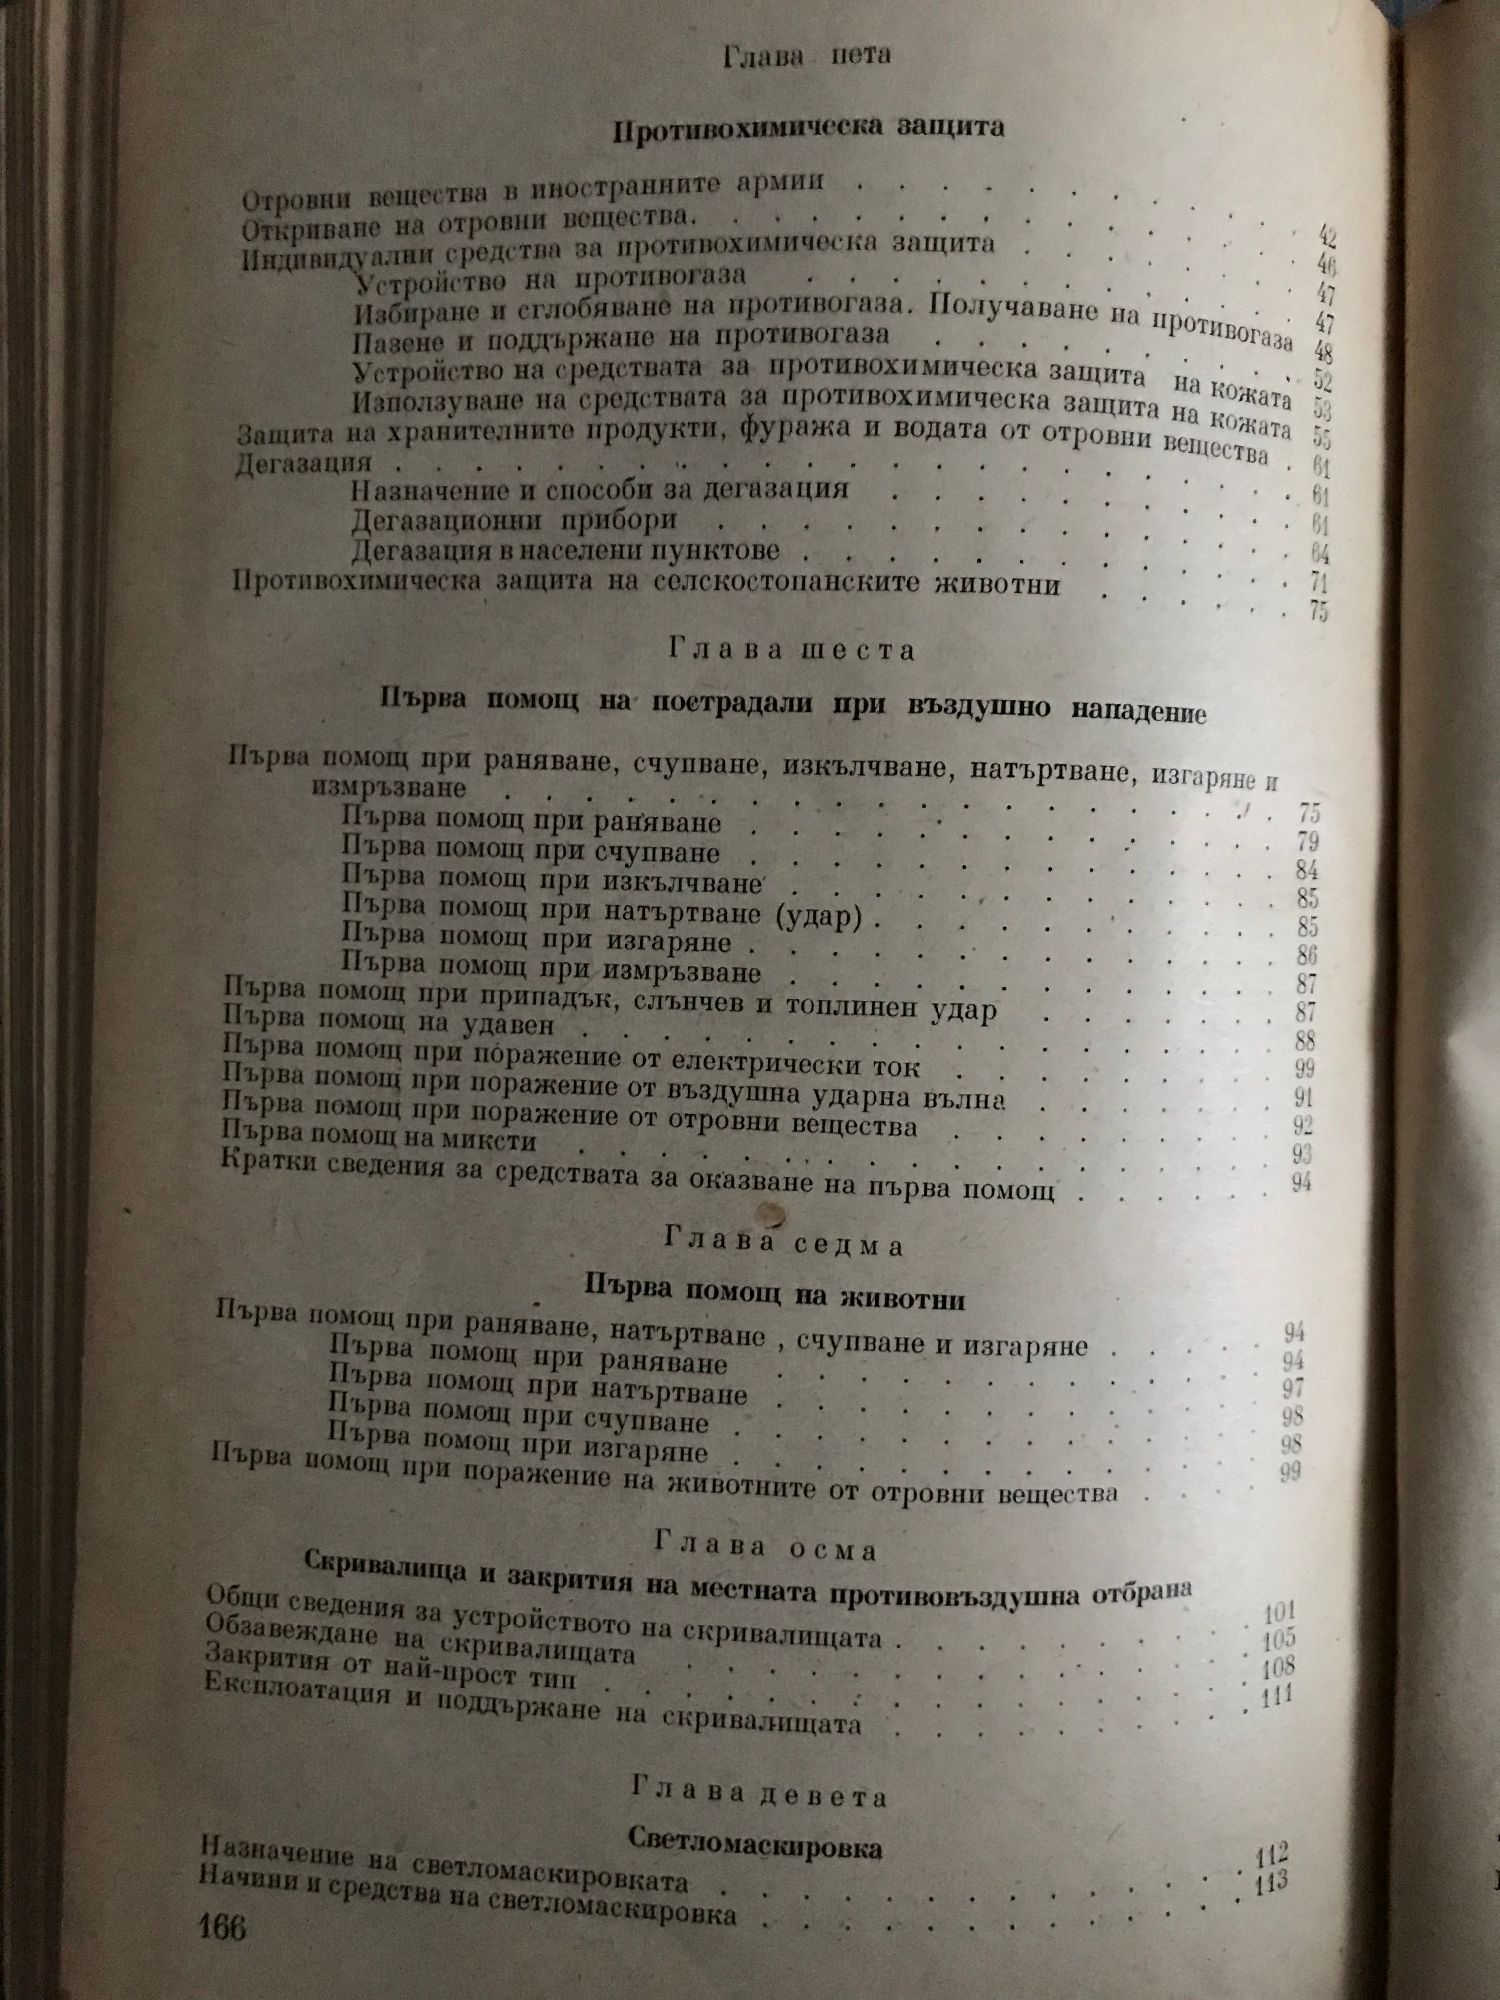 Глава пета
Противохимическа защита
Отровни вещества в иностранните армии . . . . . . . . . . . 42
Откриване на отровни вещества. . . . . . . . . . . . . . . 46
Индивидуални средства за противохимическа защита . . . . . . . 47
Устройство на противогаза . . . . . . . . . . . . 47
Избиране и сглобяване на противогаза. Получаване на противогаза 48
Пазене и поддържане на противогаза . . . . . . . . . 52
Устройство на средствата за противохимическа защита на кожата 53
Използуване на средствата за противохимическа защита на кожата 55
Защита на хранителните продукти, фуража и водата от отровни вещества . 61
Дегазация . . . . . . . . . . . . . . . . . . . . . . 61
Назначение и способи за дегазация . . . . . . . . . . 61
Дегазационни прибори . . . . . . . . . . . . . . 64
Дегазация в населени пунктове . . . . . . . . . . . . 71
Противохимическа защита на селскостопанските животни . . . . . 75
Глава шеста
Първа помощ на пострадали при въздушно нападение
Първа помощ при раняване, счупване, изкълчване, натъртване, изгаряне и
измръзване . . . . . . . . . . . . . . . . . . . 75
Първа помощ при раняване . . . . . . . . . . . . . 79
Първа помощ при счупване . . . . . . . . . . . . . 84
Първа помощ при изкълчване . . . . . . . . . . . . 85
Първа помощ при натъртване (удар) . . . . . . . . . . 85
Първа помощ при изгаряне . . . . . . . . . . . . . 86
Първа помощ при измръзване . . . . . . . . . . . . 87
Първа помощ при припадък, слънчев и топлинен удар . . . . . . 87
Първа помощ на удавен . . . . . . . . . . . . . . . . . 88
Първа помощ при поражение от електрически ток . . . . . . . . 99
Първа помощ при поражение от въздушна ударна вълна . . . . . . 91
Първа помощ при поражение от отровни вещества . . . . . . . . 92
Първа помощ на миксти . . . . . . . . . . . . . . . . . 93
Кратки сведения за средствата за оказване на първа помощ . . . . . 94
Глава седма
Първа помощ на животни
Първа помощ при раняване, натъртване , счупване и изгаряне . . . . 94
Първа помощ при раняване . . . . . . . . . . . . 94
Първа помощ при натъртване . . . . . . . . . . . . 97
Първа помощ при счупване . . . . . . . . . . . . . 98
Първа помощ при изгаряне . . . . . . . . . . . . . 98
Първа помощ при поражение на животните от отровни вещества . . . . 99
Глава осма
Скривалища и закрития на местната противовъздушна отбрана
Общи сведения за устройството на скривалищата . . . . . . . . . 101
Обзавеждане на скривалищата . . . . . . . . . . . . . . 105
Закрития от най-прост тип . . . . . . . . . . . . . . . . 108
Експлоатация и поддържане на скривалищата . . . . . . . . . 111
Глава девета
Светломаскировка
Назначение на светломаскировката . . . . . . . . . . . . . 112
Начини и средства на светломаскировка . . . . . . . . . . . . 113
166